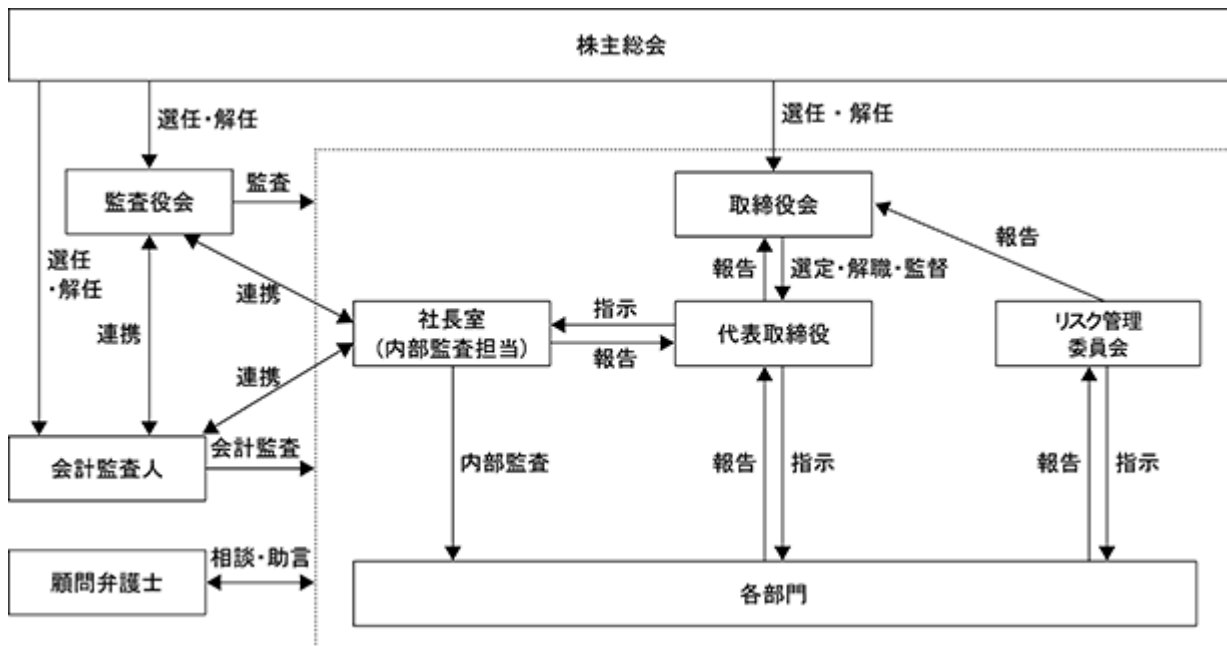 株主総会
選任・解任
選任・解任
監査役会
監査
取締役会
報告
選任
・解任
連携
連携
報告
選定・解職・監督
社長室
（内部監査担当）
指示
報告
代表取締役
リスク管理
委員会
連携
会計監査人
会計監査
内部監査
報告
指示
報告
指示
顧問弁護士
相談・助言
各部門